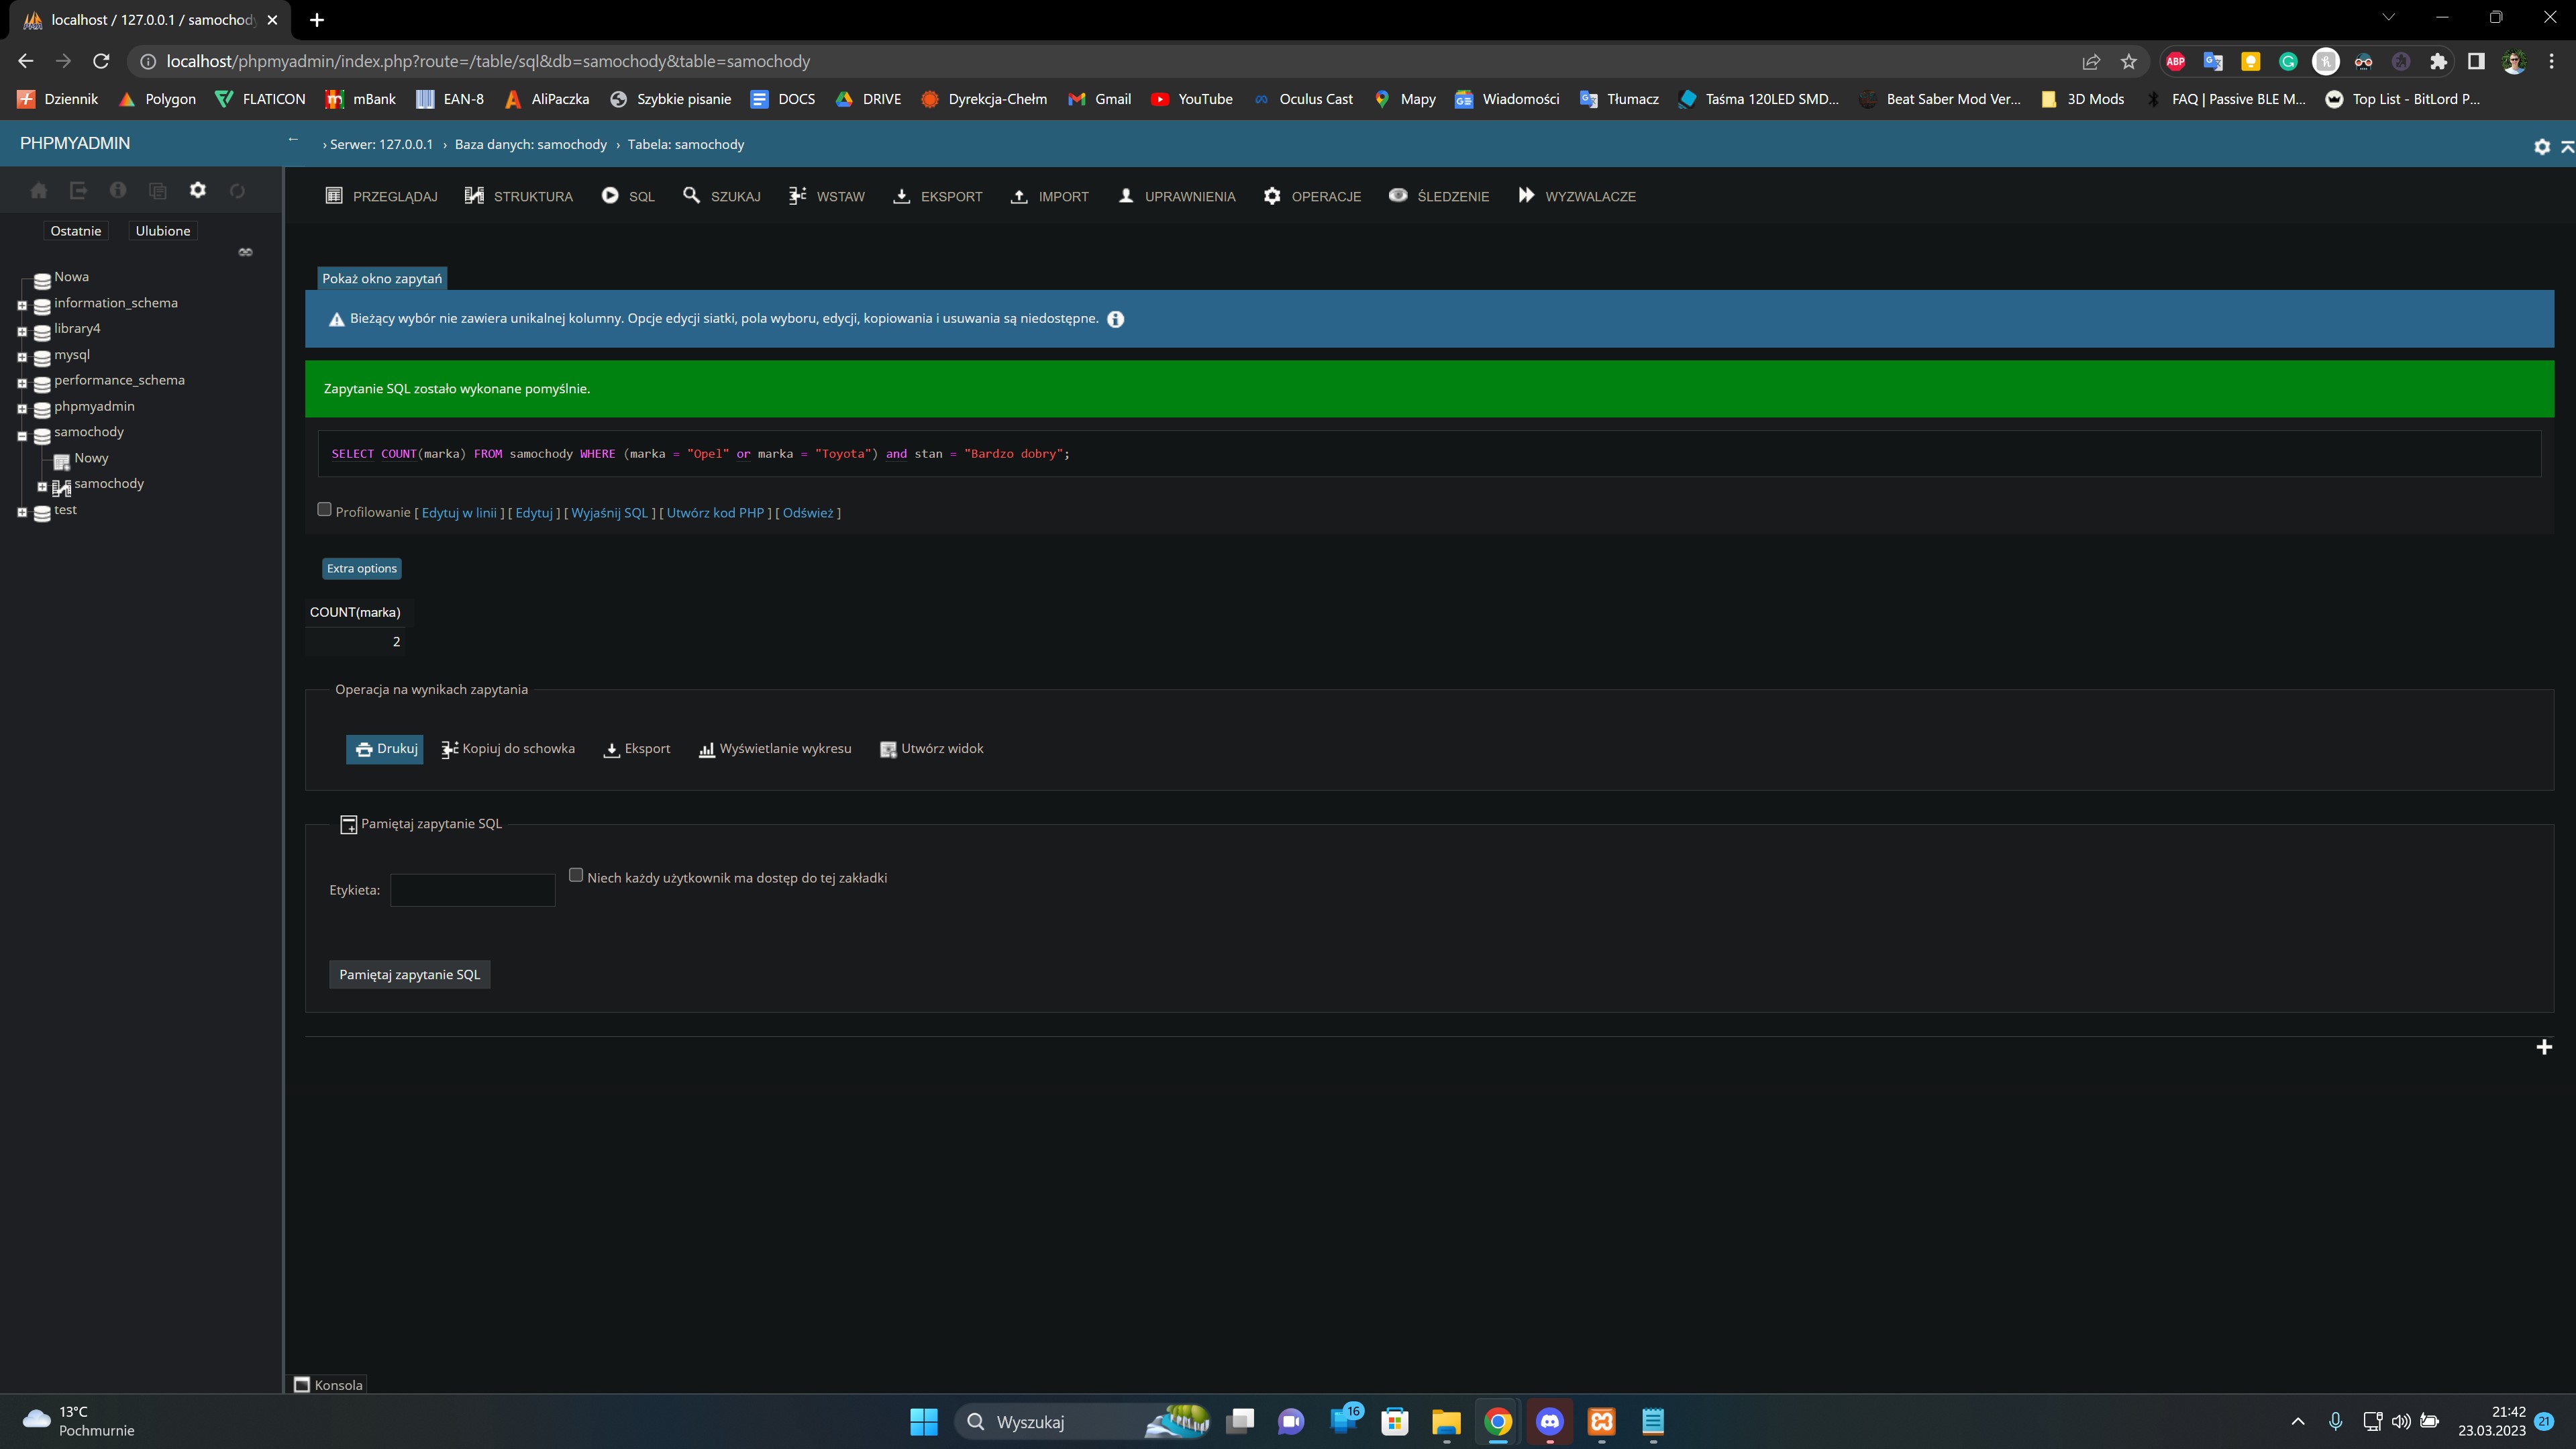 localhost / 127.0.0.1 / samochody
localhost/phpmyadmin/index.php?route=/table/sql&db=samochody&table=samochody
ABP
Dziennik Polygon FLATICON mBank EAN-8 AliPaczka Szybkie pisanie DOCS DRIVE Dyrekcja-Chełm Gmail YouTube Oculus Cast Mapy Wiadomości Tłumacz Taśma 120LED SMD... Beat Saber Mod Ver... 3D Mods FAQ | Passive BLE M... Top List - BitLord P...
PHPMYADMIN
← › Serwer: 127.0.0.1 › Baza danych: samochody › Tabela: samochody
PRZEGLĄDAJ STRUKTURA SQL SZUKAJ WSTAW EKSPORT IMPORT UPRAWNIENIA OPERACJE ŚLEDZENIE WYZWALACZE
Ostatnie Ulubione
Nowa
information_schema
library4
mysql
performance_schema
phpmyadmin
samochody
Nowy
samochody
test
Pokaż okno zapytań
Bieżący wybór nie zawiera unikalnej kolumny. Opcje edycji siatki, pola wyboru, edycji, kopiowania i usuwania są niedostępne.
Zapytanie SQL zostało wykonane pomyślnie.
SELECT COUNT(marka) FROM samochody WHERE (marka = "Opel" or marka = "Toyota") and stan = "Bardzo dobry";
Profilowanie [ Edytuj w linii ] [ Edytuj ] [ Wyjaśnij SQL ] [ Utwórz kod PHP ] [ Odśwież ]
Extra options
COUNT(marka)
2
Operacja na wynikach zapytania
Drukuj Kopiuj do schowka Eksport Wyświetlanie wykresu Utwórz widok
Pamiętaj zapytanie SQL
Etykieta: Niech każdy użytkownik ma dostęp do tej zakładki
Pamiętaj zapytanie SQL
Konsola
13°C
Pochmurnie
Wyszukaj
16
21:42
23.03.2023
21